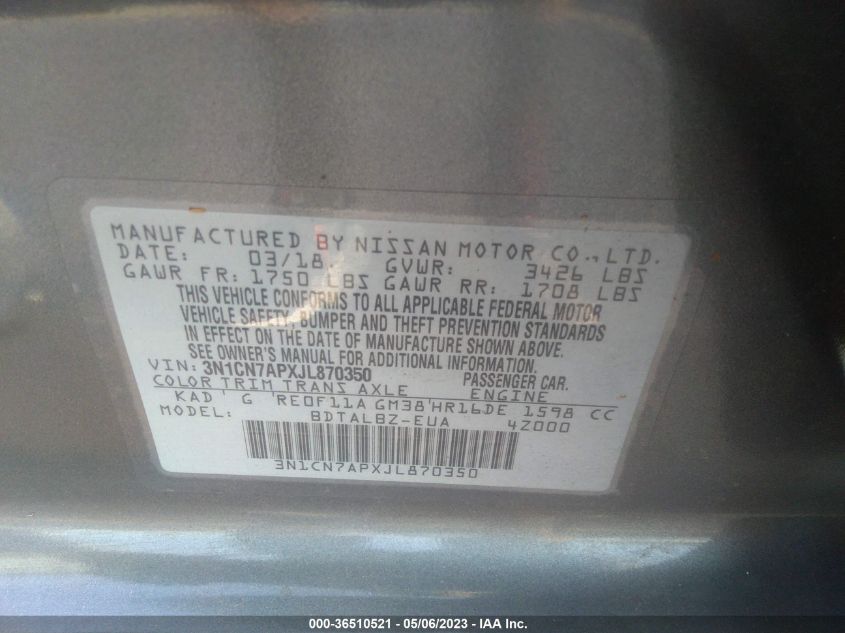 MANUFACTURED BY NISSAN MOTOR CO., LTD.
DATE: 03/18 GVWR: 3426 LBS
GAWR FR: 1750 LBS GAWR RR: 1708 LBS
THIS VEHICLE CONFORMS TO ALL APPLICABLE FEDERAL MOTOR
VEHICLE SAFETY, BUMPER AND THEFT PREVENTION STANDARDS
IN EFFECT ON THE DATE OF MANUFACTURE SHOWN ABOVE.
SEE OWNER'S MANUAL FOR ADDITIONAL INFORMATION.
VIN: 3N1CN7APXJL870350 PASSENGER CAR.
COLOR TRIM TRANS AXLE ENGINE
KAD G RE0F11A GM38 HR16DE 1598 CC
MODEL: BDTALBZ-EUA 4Z000
3N1CN7APXJL870350
000-36510521 - 05/06/2023 - IAA Inc.